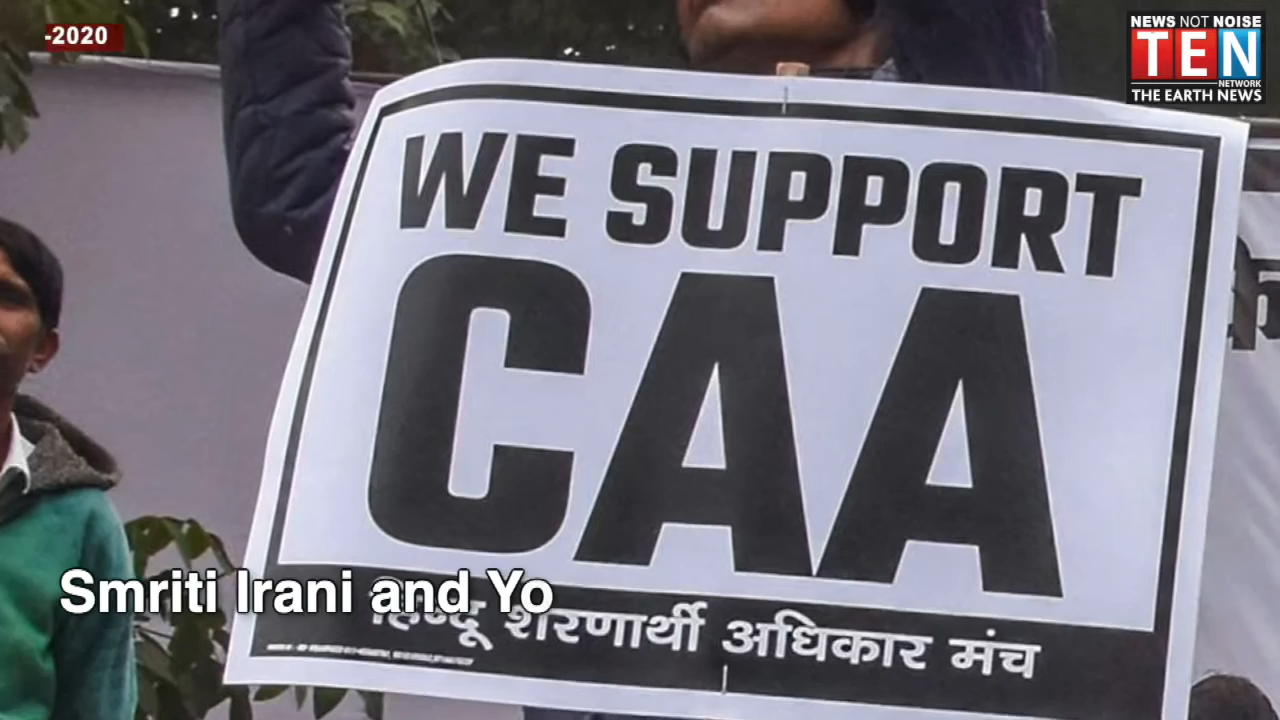 -2020
NEWS NOT NOISE
TEN
NETWORK
THE EARTH NEWS
WE SUPPORT
CAA
हिन्दू शरणार्थी अधिकार मंच
Smriti Irani and Yo